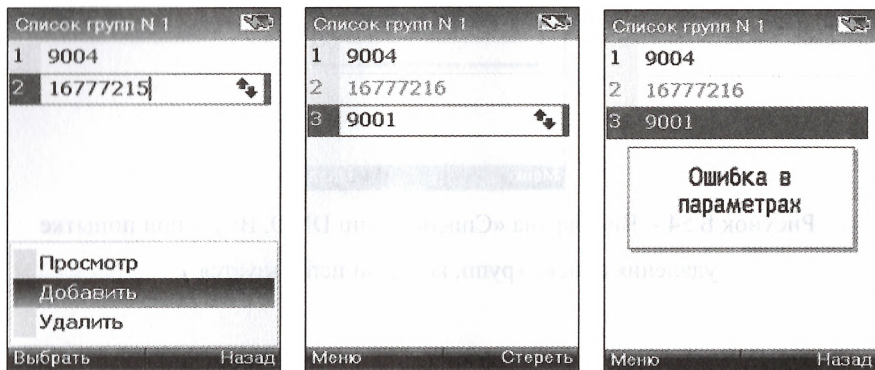 Список групп N 1
1 9004
2 16777215
Просмотр
Добавить
Удалить
Выбрать Назад
Список групп N 1
1 9004
2 16777216
3 9001
Меню Стереть
Список групп N 1
1 9004
2 16777216
3 9001
Ошибка в
параметрах
Меню Назад